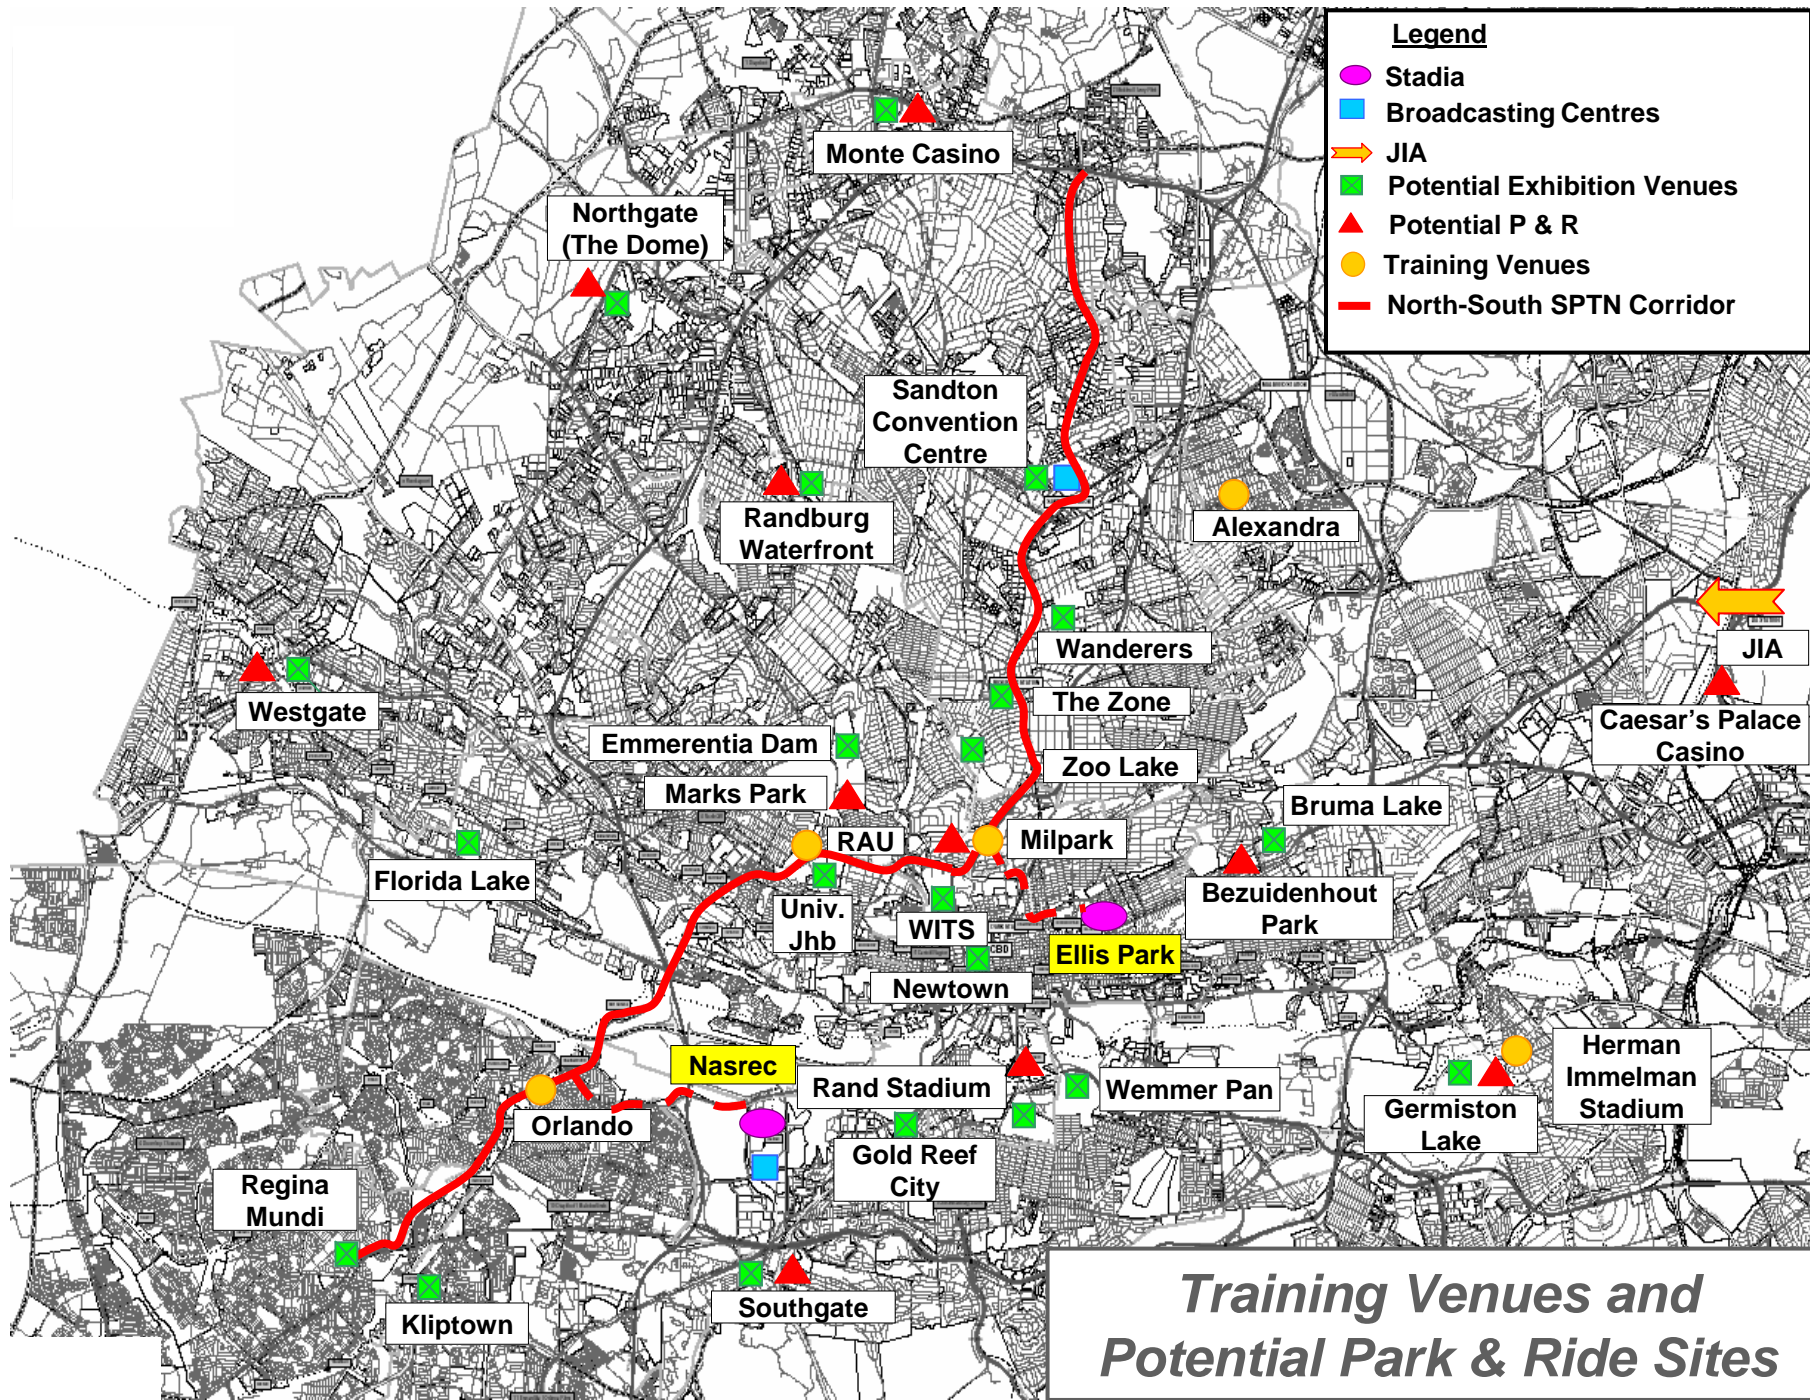 Legend
Stadia
Broadcasting Centres
JIA
Potential Exhibition Venues
Potential P & R
Training Venues
North-South SPTN Corridor
Monte Casino
Northgate
(The Dome)
Sandton
Convention
Centre
Randburg
Waterfront
Alexandra
Wanderers
JIA
The Zone
Westgate
Caesar's Palace
Casino
Emmerentia Dam
Zoo Lake
Marks Park
Bruma Lake
RAU
Milpark
Florida Lake
Bezuidenhout
Park
Univ.
Jhb
WITS
CBD
Ellis Park
Newtown
Nasrec
Rand Stadium
Wemmer Pan
Herman
Immelman
Stadium
Germiston
Lake
Orlando
Gold Reef
City
Regina
Mundi
Southgate
Kliptown
Training Venues and
Potential Park & Ride Sites